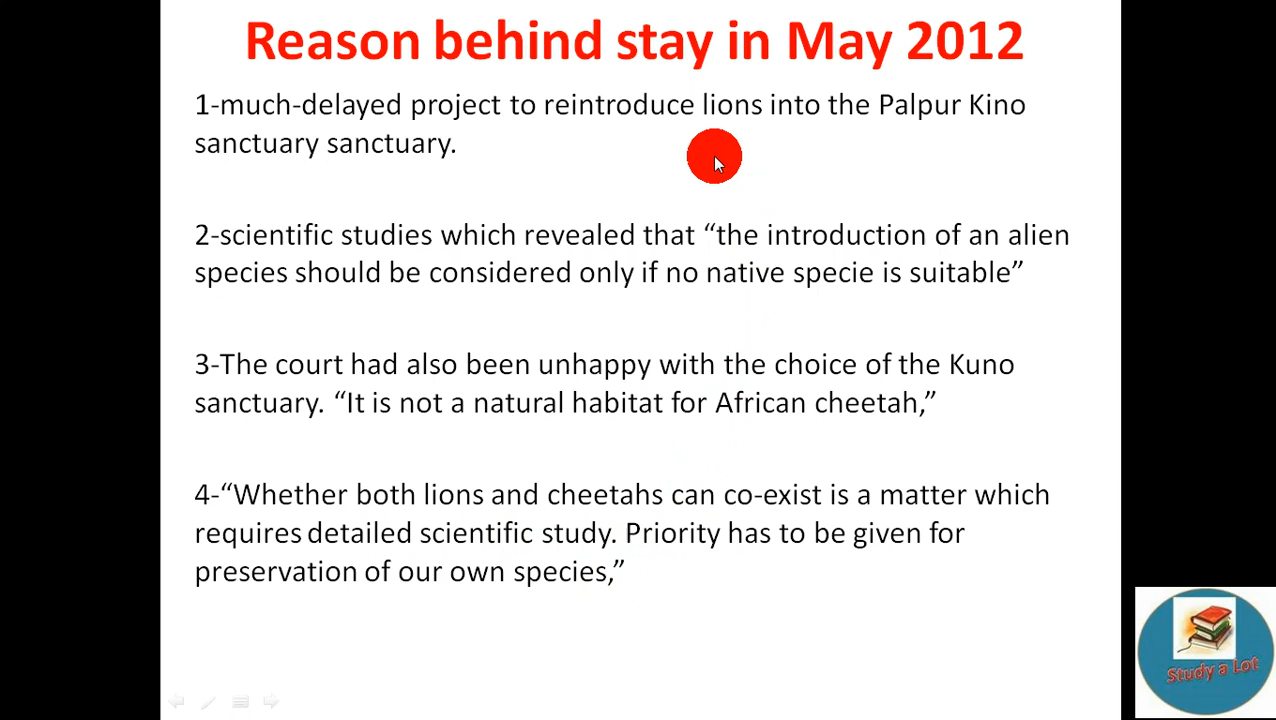 Reason behind stay in May 2012
1-much-delayed project to reintroduce lions into the Palpur Kino
sanctuary sanctuary.
2-scientific studies which revealed that “the introduction of an alien
species should be considered only if no native specie is suitable”
3-The court had also been unhappy with the choice of the Kuno
sanctuary. “It is not a natural habitat for African cheetah,”
4-“Whether both lions and cheetahs can co-exist is a matter which
requires detailed scientific study. Priority has to be given for
preservation of our own species,”
Study a Lot